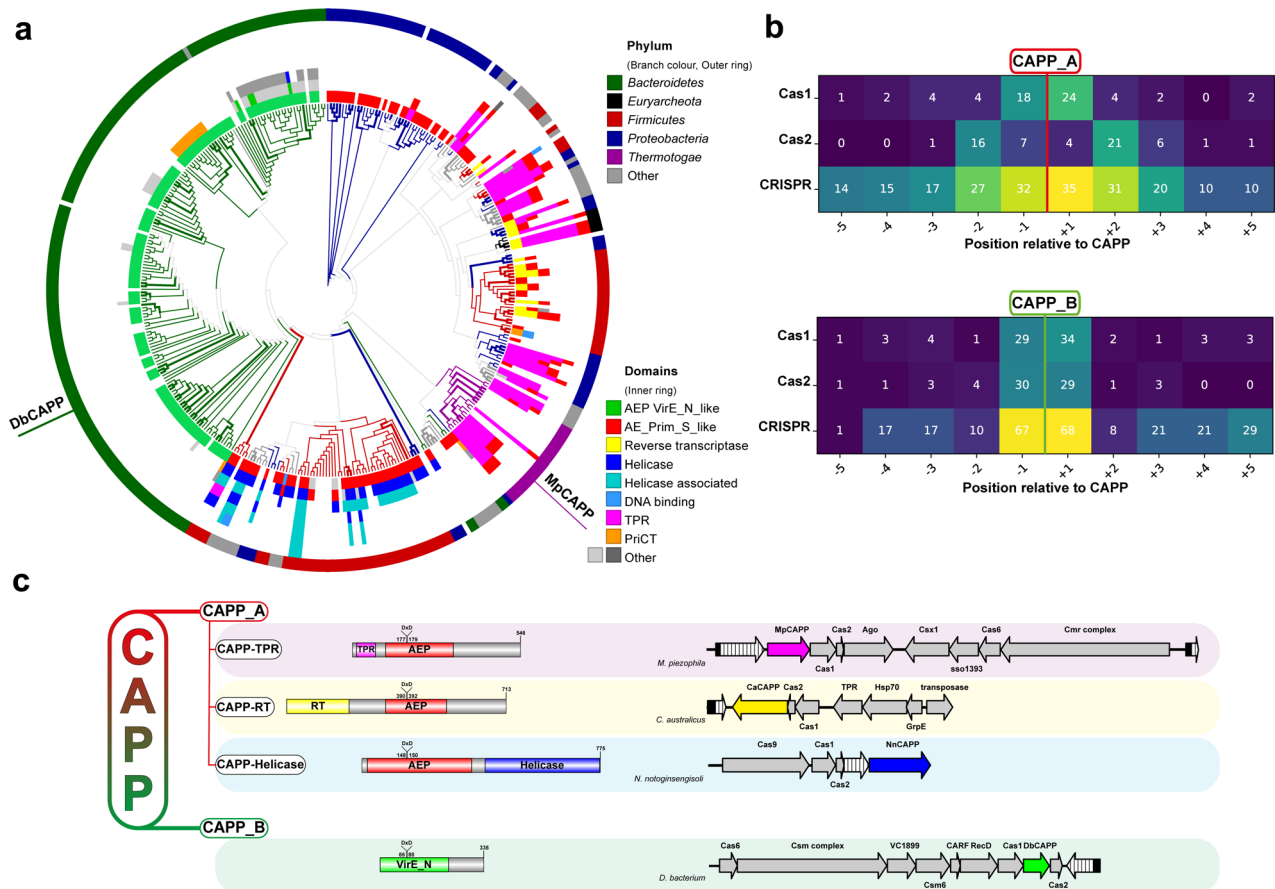 a
Phylum
(Branch colour, Outer ring)
Bacteroidetes
Euryarcheota
Firmicutes
Proteobacteria
Thermotogae
Other
DbCAPP
MpCAPP
Domains
(Inner ring)
AEP VirE_N_like
AE_Prim_S_like
Reverse transcriptase
Helicase
Helicase associated
DNA binding
TPR
PriCT
Other
b
CAPP_A
Cas1 1 2 4 4 18 24 4 2 0 2
Cas2 0 0 1 16 7 4 21 6 1 1
CRISPR 14 15 17 27 32 35 31 20 10 10
-5 -4 -3 -2 -1 +1 +2 +3 +4 +5
Position relative to CAPP
CAPP_B
Cas1 1 3 4 1 29 34 2 1 3 3
Cas2 1 1 3 4 30 29 1 3 0 0
CRISPR 1 17 17 10 67 68 8 21 21 29
-5 -4 -3 -2 -1 +1 +2 +3 +4 +5
Position relative to CAPP
c
CAPP
CAPP_A
CAPP-TPR
DxD
177 179
846
TPR AEP
M. piezophila
MpCAPP Cas2 Ago Csx1 Cas6 Cmr complex
Cas1 sso1393
CAPP-RT
DxD
390 392
713
RT AEP
C. australicus
CaCAPP Cas2 TPR Hsp70 transposase
Cas1 GrpE
CAPP-Helicase
DxD
148 150
775
AEP Helicase
N. notoginsengisoli
Cas9 Cas1 NnCAPP
Cas2
CAPP_B
DxD
86 88
338
VirE_N
D. bacterium
Cas6 Csm complex VC1899 CARF RecD Cas1 DbCAPP
Csm6 Cas2